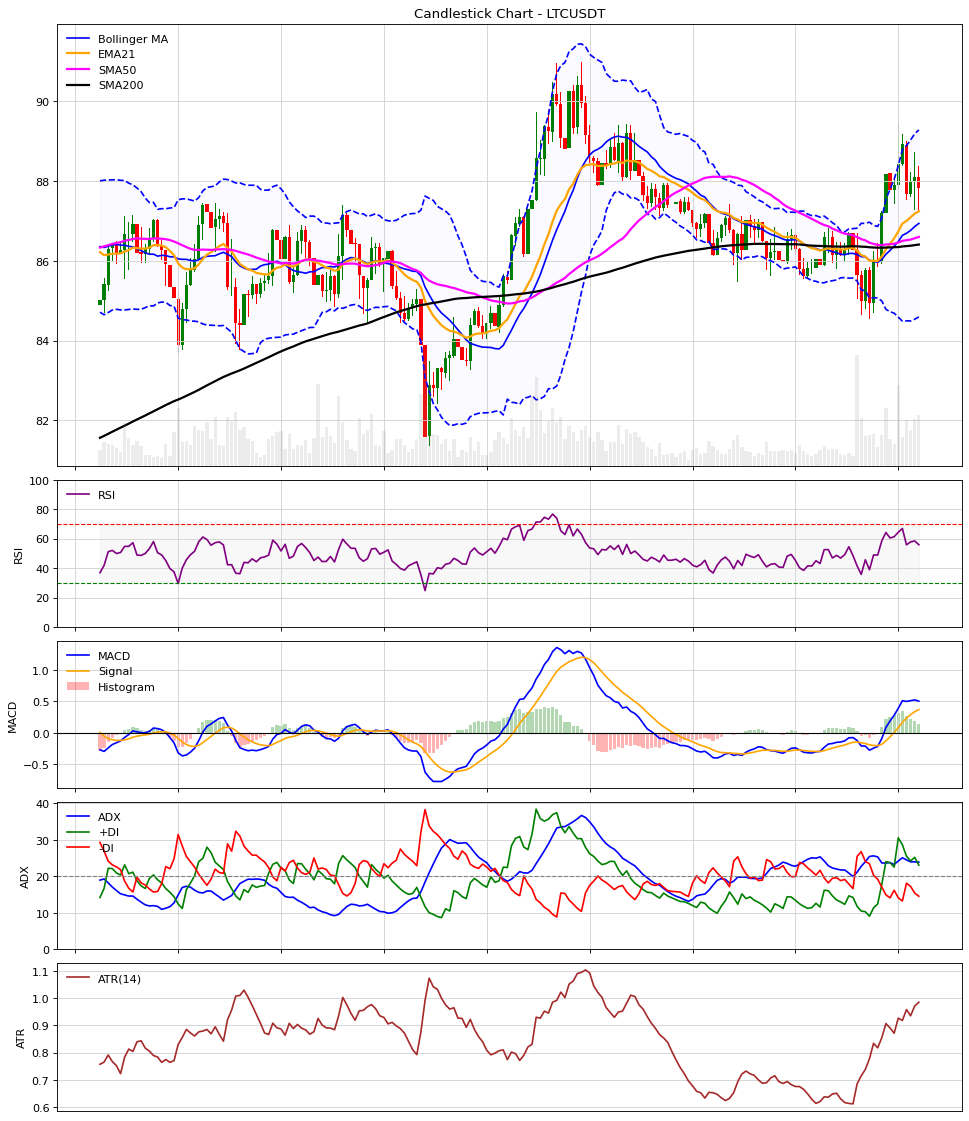 Candlestick Chart - LTCUSDT
Bollinger MA
EMA21
SMA50
SMA200
90
88
86
84
82
RSI
100
80
60
40
20
0
RSI
MACD
Signal
Histogram
1.0
0.5
0.0
−0.5
MACD
ADX
+DI
-DI
40
30
20
10
0
ADX
ATR(14)
1.1
1.0
0.9
0.8
0.7
0.6
ATR